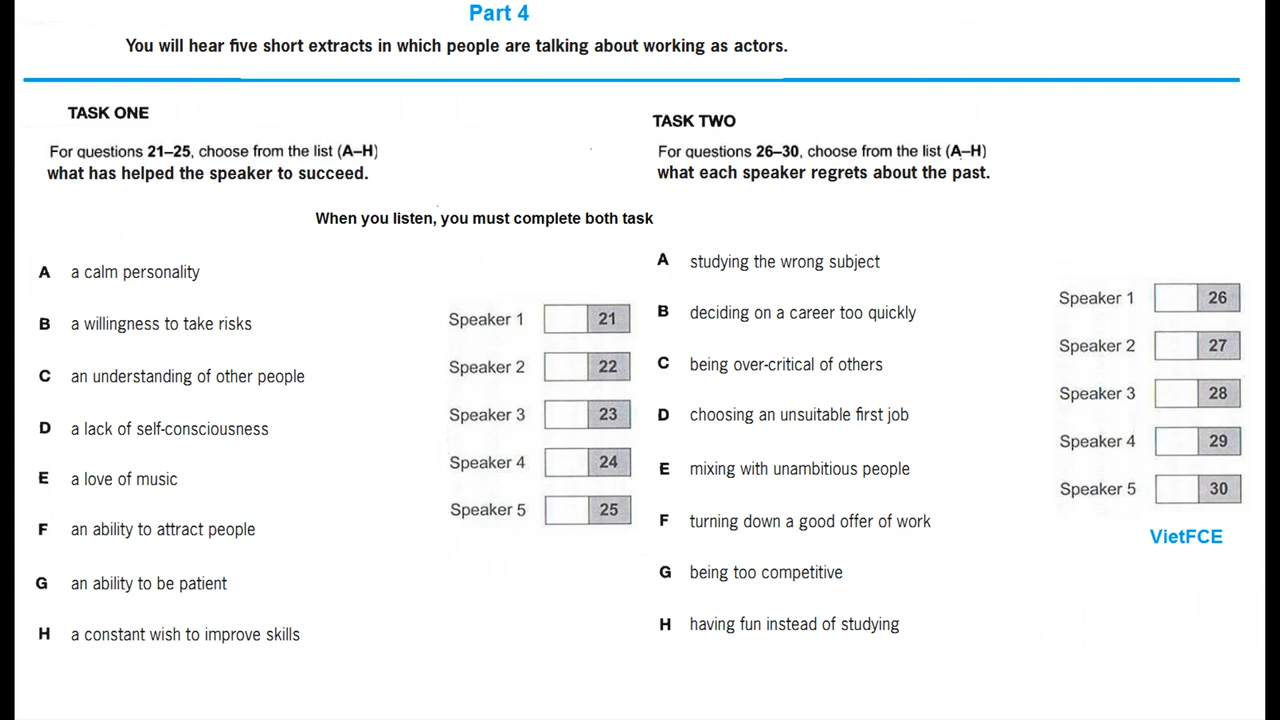 Part 4
You will hear five short extracts in which people are talking about working as actors.
TASK ONE
For questions 21–25, choose from the list (A–H)
what has helped the speaker to succeed.
TASK TWO
For questions 26–30, choose from the list (A–H)
what each speaker regrets about the past.
When you listen, you must complete both task
A a calm personality
B a willingness to take risks
C an understanding of other people
D a lack of self-consciousness
E a love of music
F an ability to attract people
G an ability to be patient
H a constant wish to improve skills
Speaker 1 21
Speaker 2 22
Speaker 3 23
Speaker 4 24
Speaker 5 25
A studying the wrong subject
B deciding on a career too quickly
C being over-critical of others
D choosing an unsuitable first job
E mixing with unambitious people
F turning down a good offer of work
G being too competitive
H having fun instead of studying
Speaker 1 26
Speaker 2 27
Speaker 3 28
Speaker 4 29
Speaker 5 30
VietFCE